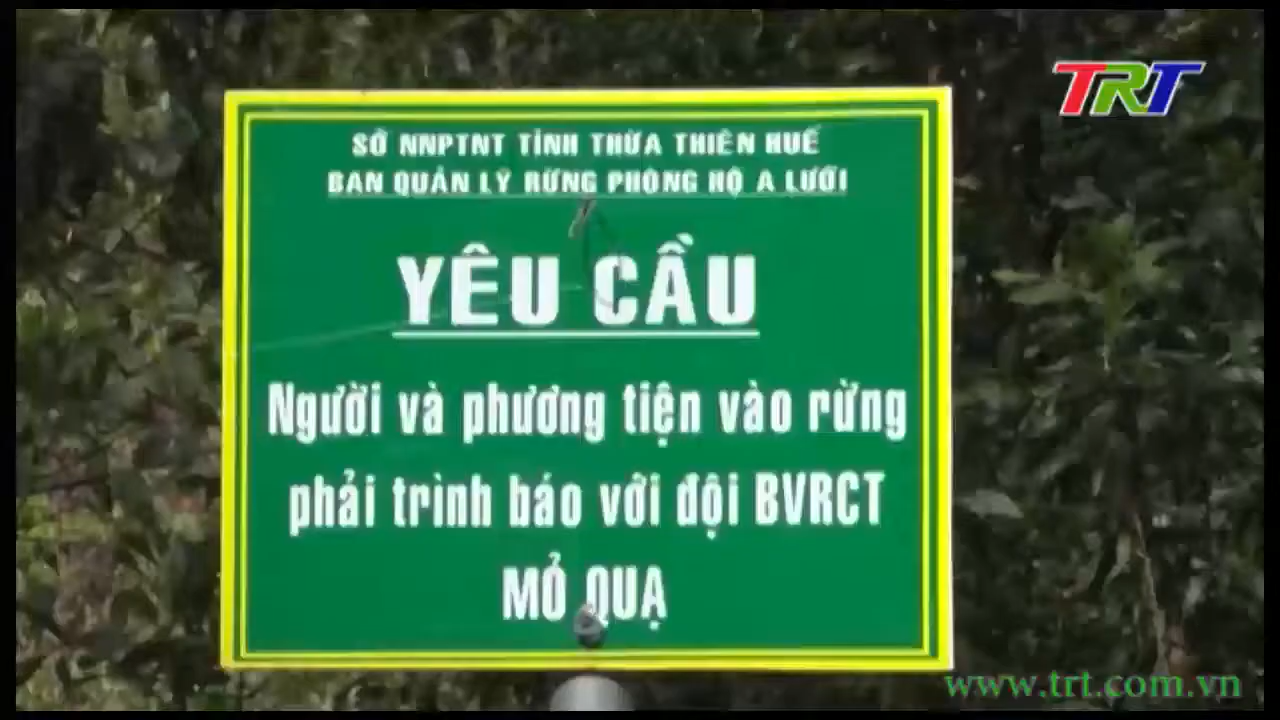 TRT
SỞ NNPTNT TỈNH THỪA THIÊN HUẾ
BAN QUẢN LÝ RỪNG PHÒNG HỘ A LƯỚI
YÊU CẦU
Người và phương tiện vào rừng
phải trình báo với đội BVRCT
MỎ QUẠ
www.trt.com.vn